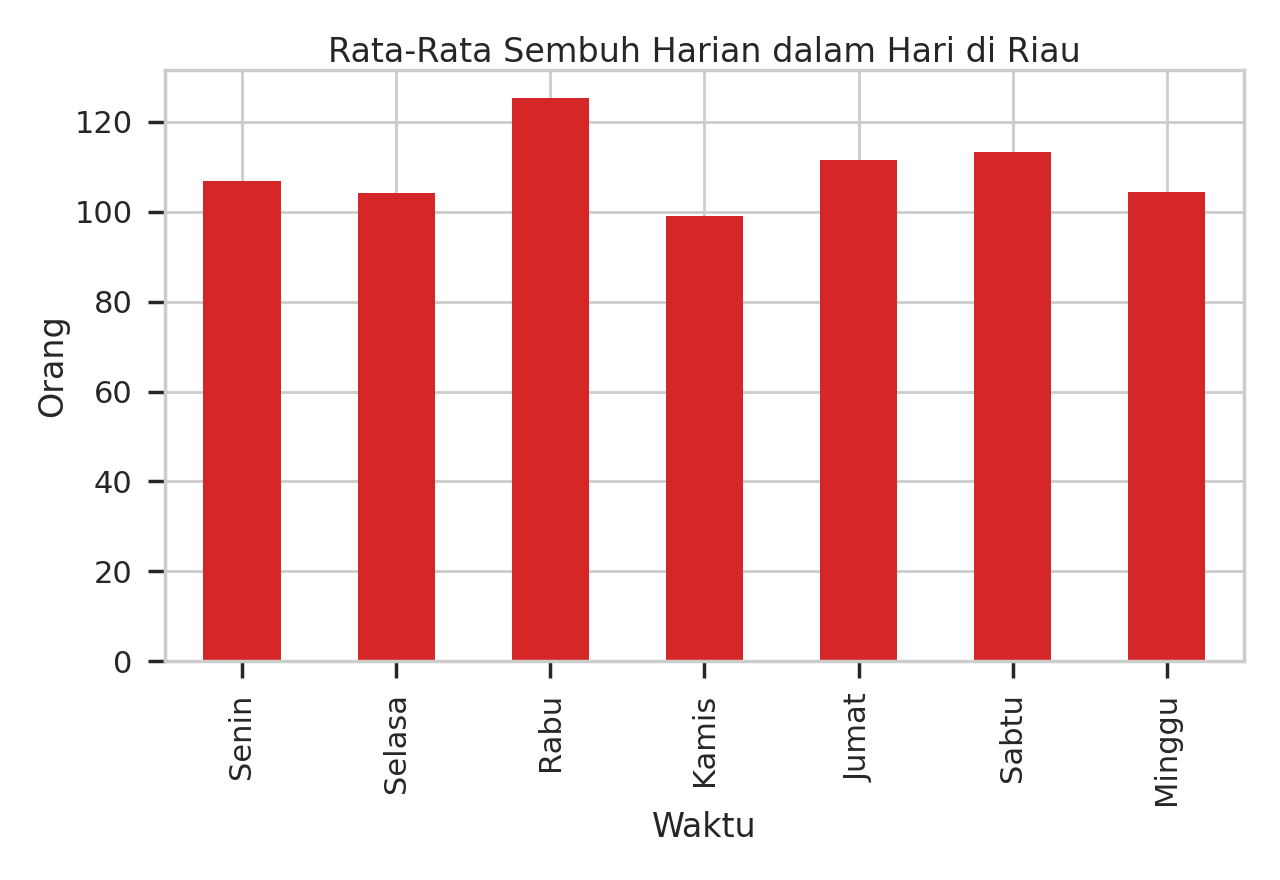 Rata-Rata Sembuh Harian dalam Hari di Riau
120
100
80
60
40
20
0
Orang
Senin
Selasa
Rabu
Kamis
Jumat
Sabtu
Minggu
Waktu